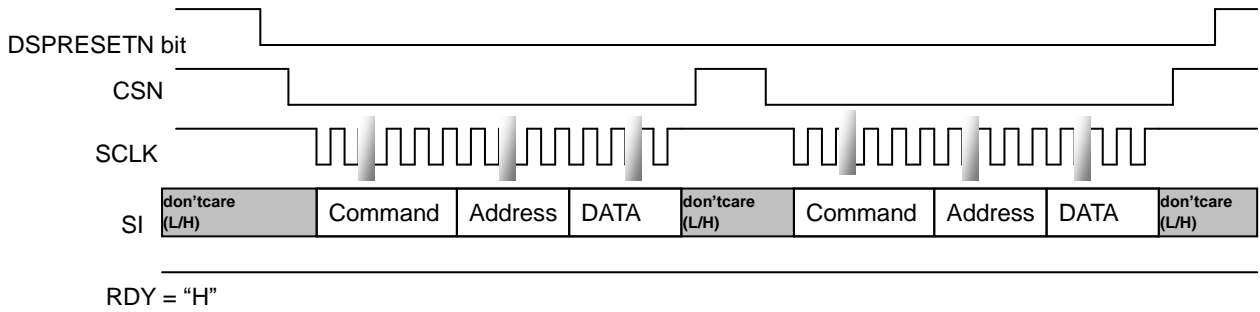 DSPRESETN bit
CSN
SCLK
SI
don'tcare
(L/H)
Command
Address
DATA
don'tcare
(L/H)
Command
Address
DATA
don'tcare
(L/H)
RDY = “H”